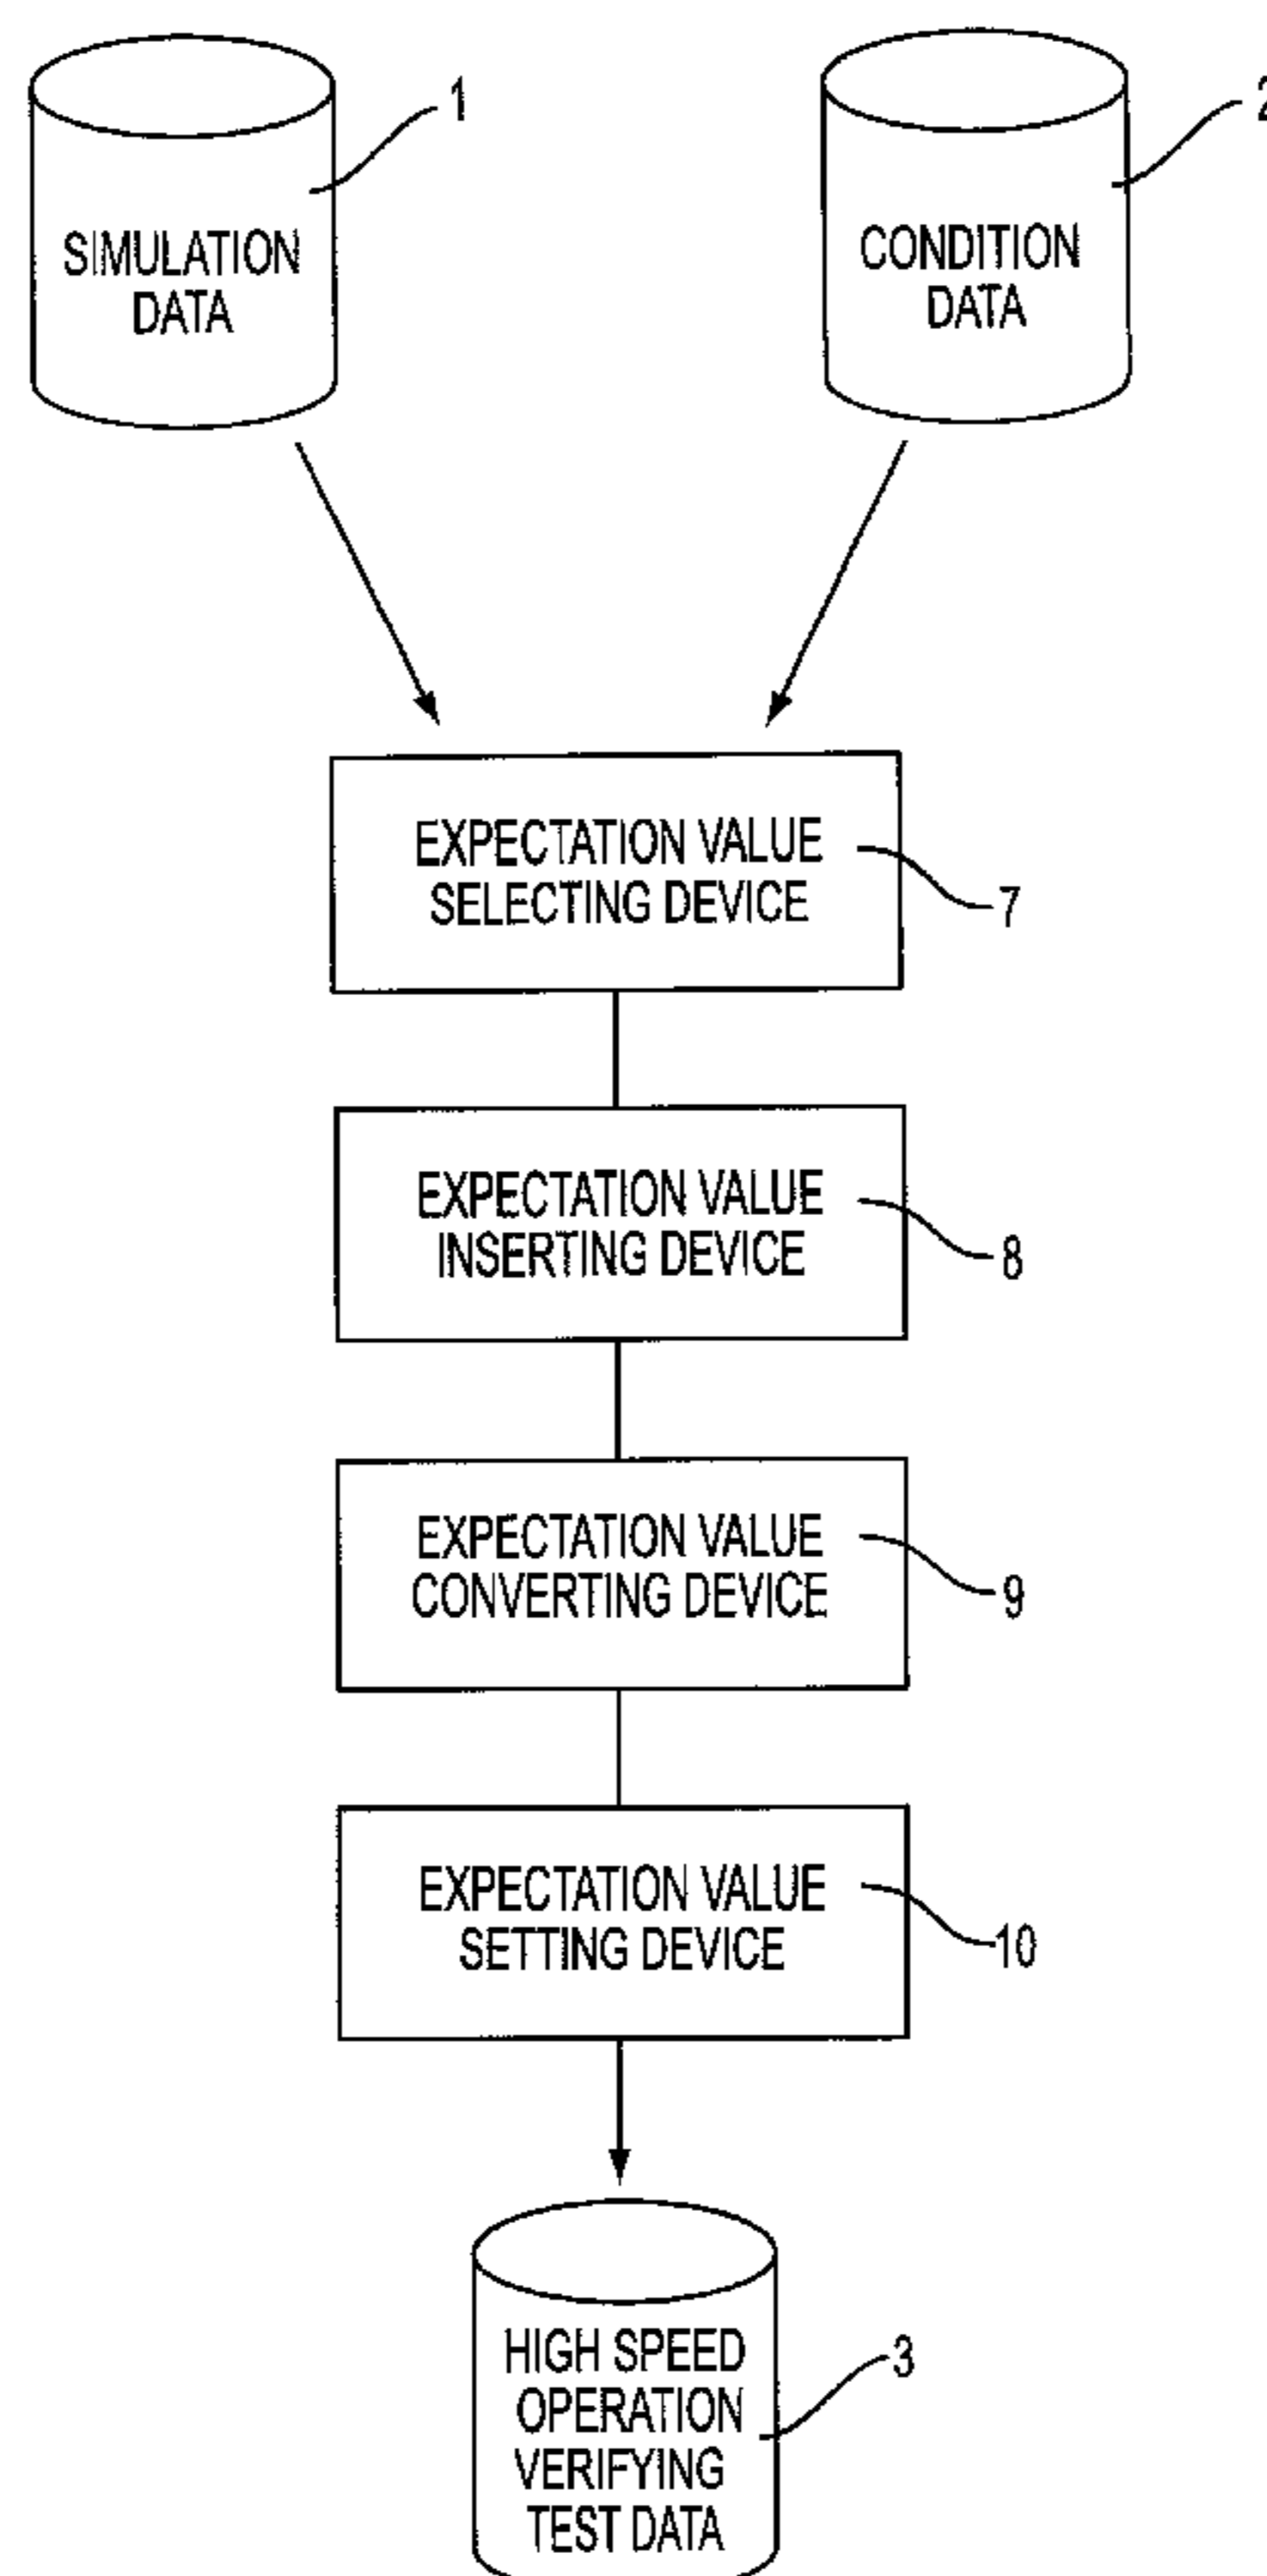 1
2
SIMULATION
DATA
CONDITION
DATA
EXPECTATION VALUE
SELECTING DEVICE
7
EXPECTATION VALUE
INSERTING DEVICE
8
EXPECTATION VALUE
CONVERTING DEVICE
9
EXPECTATION VALUE
SETTING DEVICE
10
HIGH SPEED
OPERATION
VERIFYING
TEST DATA
3